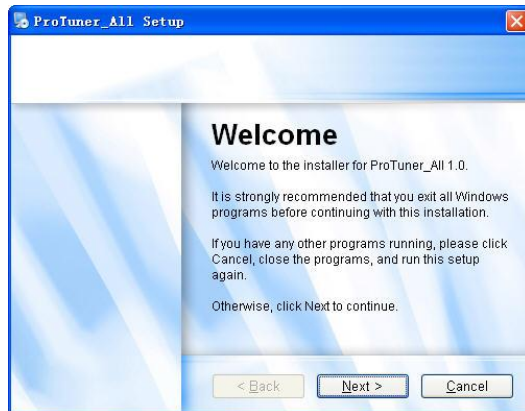 ProTuner_All Setup
Welcome
Welcome to the installer for ProTuner_All 1.0.
It is strongly recommended that you exit all Windows
programs before continuing with this installation.
If you have any other programs running, please click
Cancel, close the programs, and run this setup
again.
Otherwise, click Next to continue.
< Back
Next >
Cancel